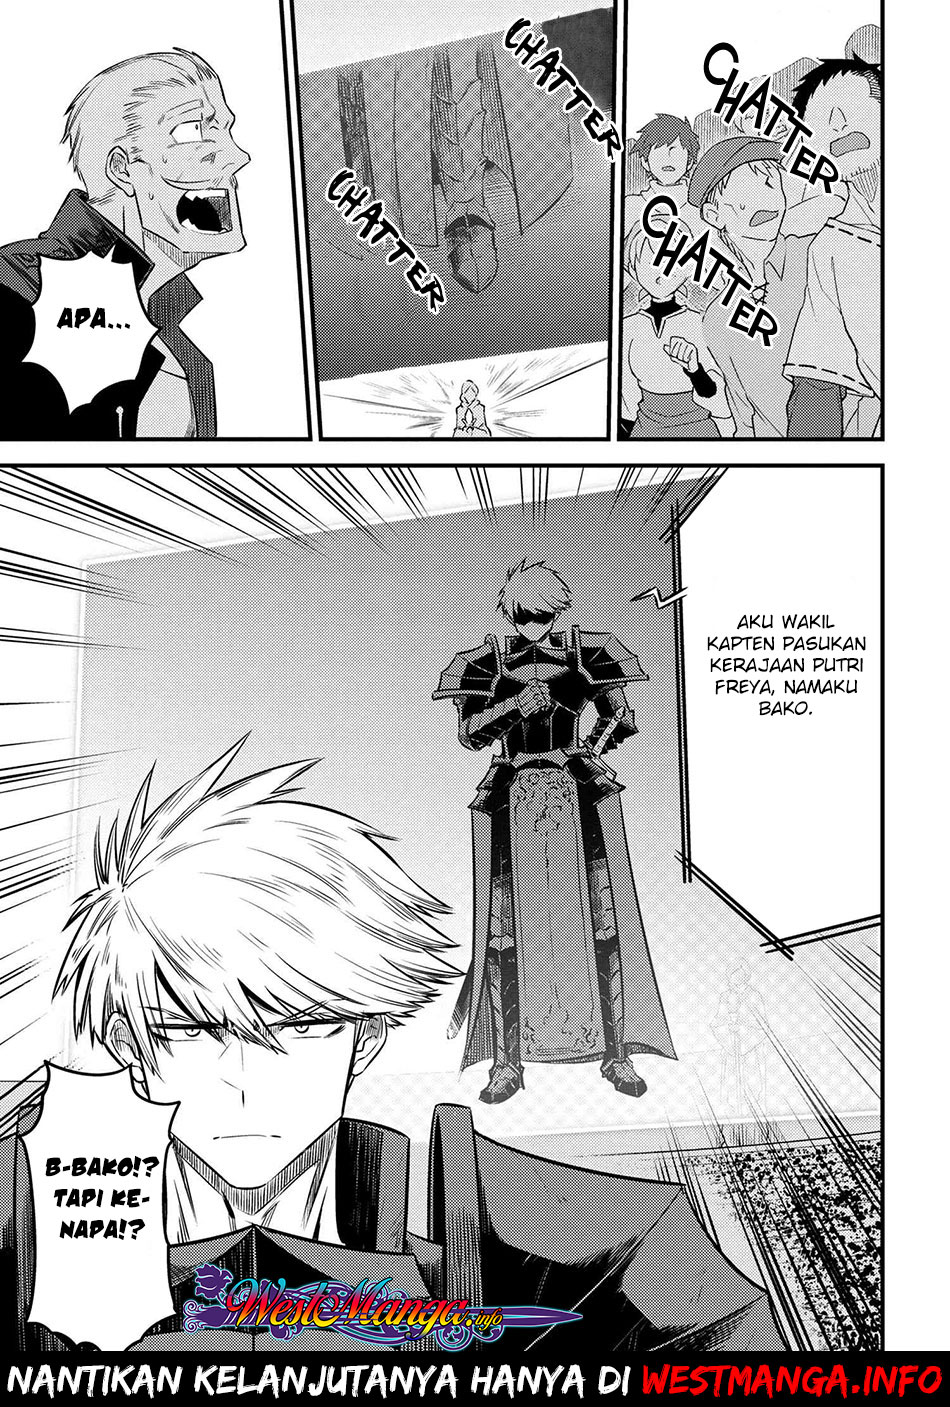 CHATTER
CHATTER
CHATTER
CHATTER
APA...
AKU WAKIL
KAPTEN PASUKAN
KERAJAAN PUTRI
FREYA, NAMAKU
BAKO.
B-BAKO!?
TAPI KE-
NAPA!?
WestManga.info
NANTIKAN KELANJUTANYA HANYA DI WESTMANGA.INFO